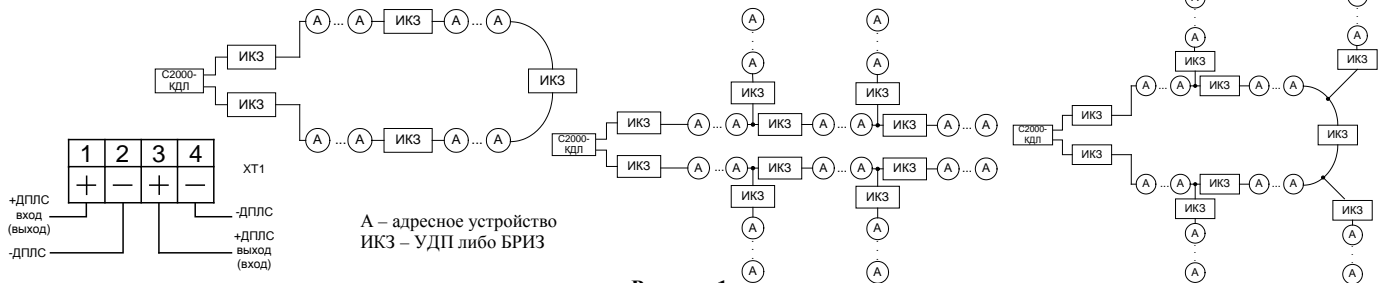 А ... А ИКЗ А ... А
ИКЗ
С2000-
КДЛ
ИКЗ
ИКЗ
А ... А ИКЗ А ... А
1 2 3 4
+ – + –
ХТ1
+ДПЛС
вход
(выход)
-ДПЛС
-ДПЛС
+ДПЛС
выход
(вход)
А – адресное устройство
ИКЗ – УДП либо БРИЗ
А А
А А
ИКЗ ИКЗ
ИКЗ А ... А ИКЗ А ... А ИКЗ А ... А
С2000-
КДЛ
ИКЗ А ... А ИКЗ А ... А ИКЗ А ... А
ИКЗ ИКЗ
А А
А А
А А
ИКЗ ИКЗ
А ... А ИКЗ А ... А
ИКЗ
С2000-
КДЛ
ИКЗ
ИКЗ
А ... А ИКЗ А ... А
ИКЗ ИКЗ
А А
А А